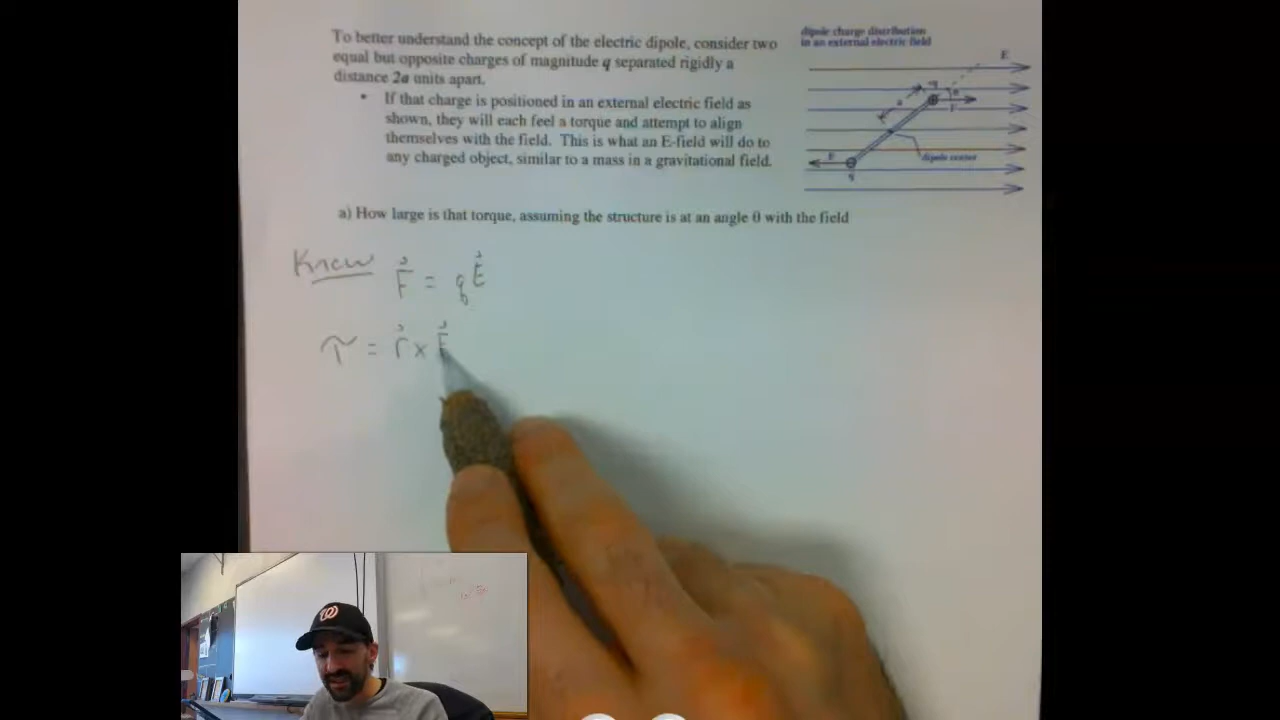 To better understand the concept of the electric dipole, consider two
equal but opposite charges of magnitude q separated rigidly a
distance 2a units apart.
• If that charge is positioned in an external electric field as
shown, they will each feel a torque and attempt to align
themselves with the field. This is what an E-field will do to
any charged object, similar to a mass in a gravitational field.
dipole charge distribution
in an external electric field
E
a
q
θ
F
F
dipole center
q
a) How large is that torque, assuming the structure is at an angle θ with the field
Know F⃗ = qE⃗
τ = r⃗ x F⃗
W